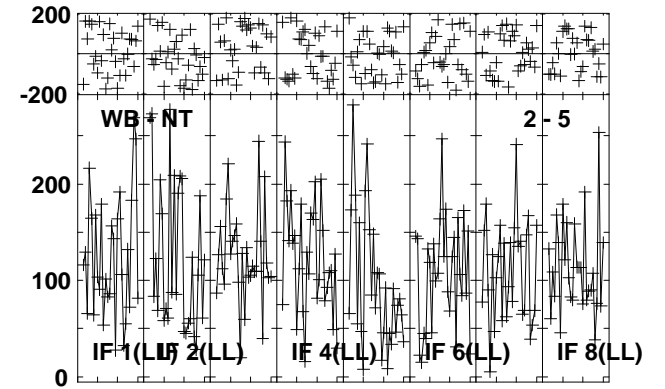 200
-200
WB - NT 2 - 5
200
100
0
IF 1(LL) IF 2(LL) IF 4(LL) IF 6(LL) IF 8(LL)